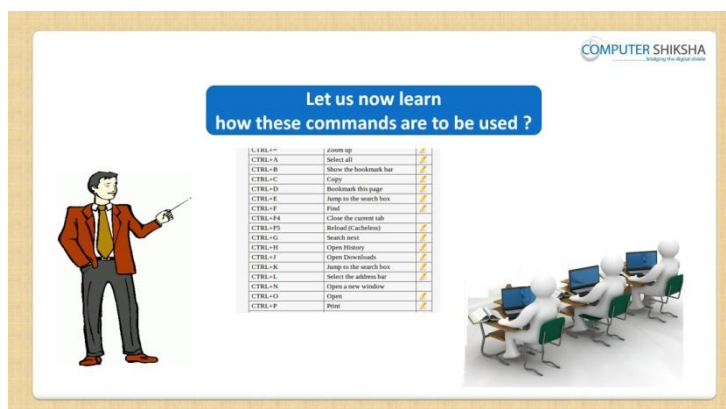 COMPUTER SHIKSHA
bridging the digital divide
Let us now learn
how these commands are to be used ?
Zoom up
CTRL+A Select all
CTRL+B Show the bookmark bar
CTRL+C Copy
CTRL+D Bookmark this page
CTRL+E Jump to the search box
CTRL+F Find
CTRL+F4 Close the current tab
CTRL+F5 Reload (Cacheless)
CTRL+G Search next
CTRL+H Open History
CTRL+J Open Downloads
CTRL+K Jump to the search box
CTRL+L Select the address bar
CTRL+N Open a new window
CTRL+O Open
CTRL+P Print